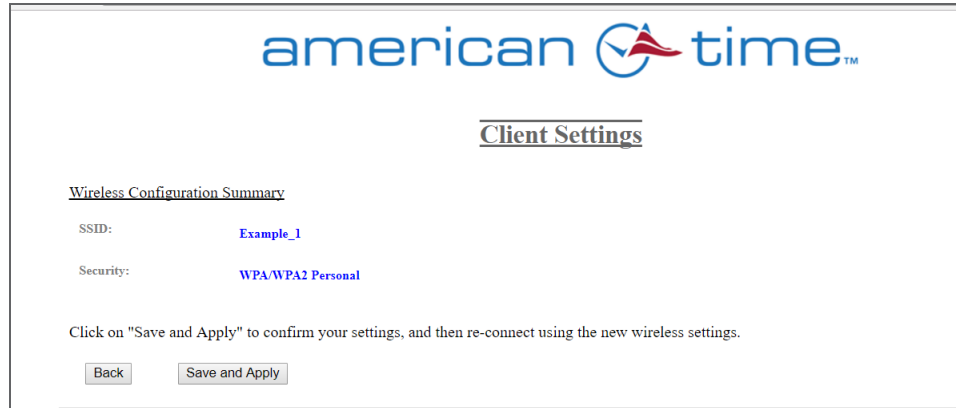 american time™
Client Settings
Wireless Configuration Summary
SSID: Example_1
Security: WPA/WPA2 Personal
Click on "Save and Apply" to confirm your settings, and then re-connect using the new wireless settings.
Back Save and Apply